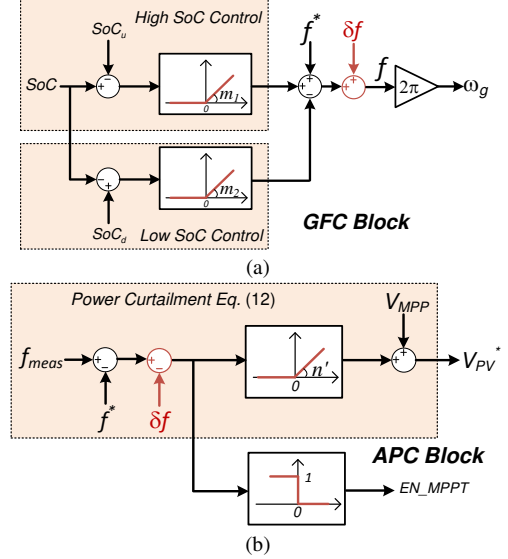 High SoC Control
SoC_u
SoC
+ −
0 m_1
f^*
δf
+ + −
+ +
f
2π
ω_g
− +
0 m_2
SoC_d
Low SoC Control
GFC Block
(a)
Power Curtailment Eq. (12)
V_MPP
f_meas
+ −
+ −
0 n'
+ +
V_PV^*
f^*
δf
APC Block
1
0
EN_MPPT
(b)